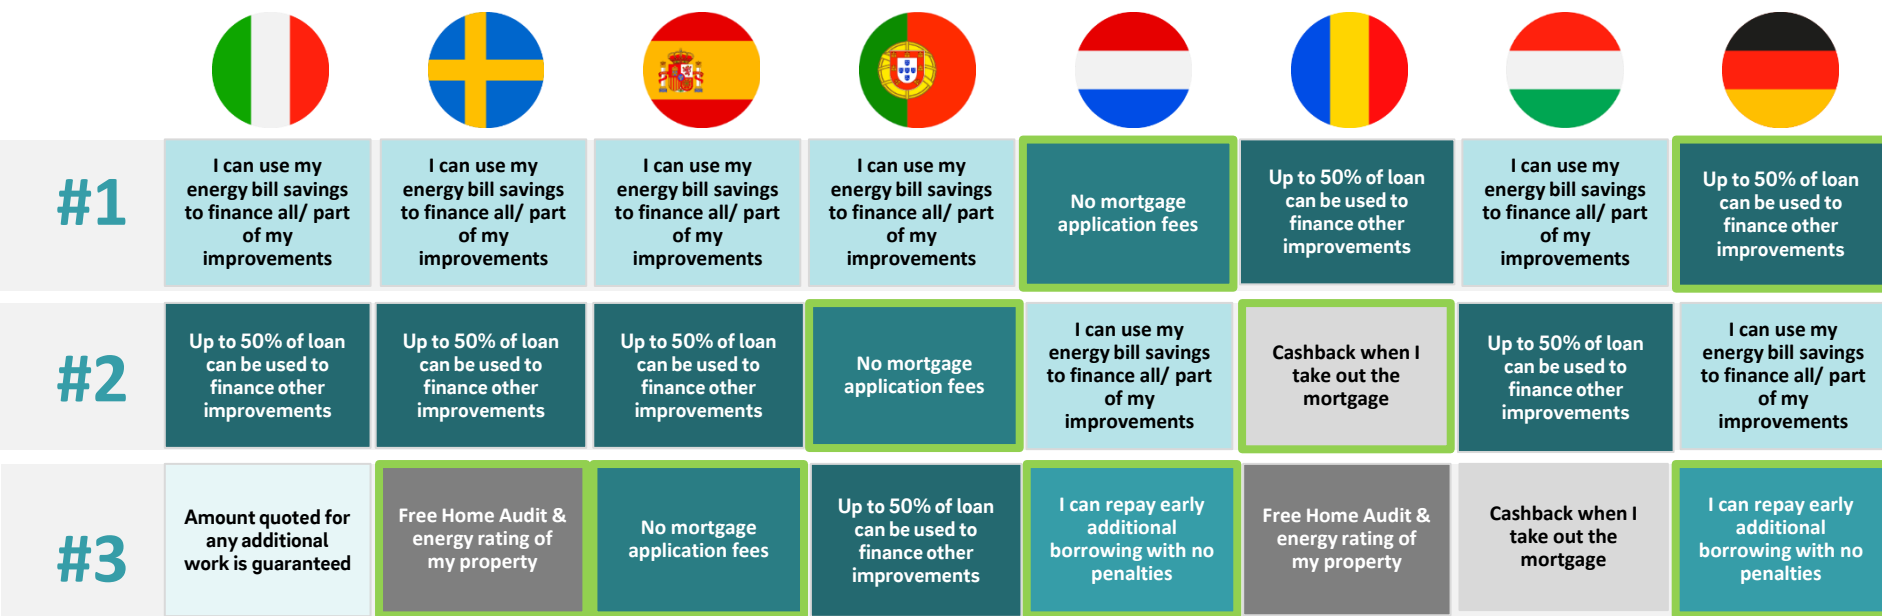 #1
I can use my
energy bill savings
to finance all/ part
of my
improvements
I can use my
energy bill savings
to finance all/ part
of my
improvements
I can use my
energy bill savings
to finance all/ part
of my
improvements
I can use my
energy bill savings
to finance all/ part
of my
improvements
No mortgage
application fees
Up to 50% of loan
can be used to
finance other
improvements
I can use my
energy bill savings
to finance all/ part
of my
improvements
Up to 50% of loan
can be used to
finance other
improvements
#2
Up to 50% of loan
can be used to
finance other
improvements
Up to 50% of loan
can be used to
finance other
improvements
Up to 50% of loan
can be used to
finance other
improvements
No mortgage
application fees
I can use my
energy bill savings
to finance all/ part
of my
improvements
Cashback when I
take out the
mortgage
Up to 50% of loan
can be used to
finance other
improvements
I can use my
energy bill savings
to finance all/ part
of my
improvements
#3
Amount quoted for
any additional
work is guaranteed
Free Home Audit &
energy rating of
my property
No mortgage
application fees
Up to 50% of loan
can be used to
finance other
improvements
I can repay early
additional
borrowing with no
penalties
Free Home Audit &
energy rating of
my property
Cashback when I
take out the
mortgage
I can repay early
additional
borrowing with no
penalties